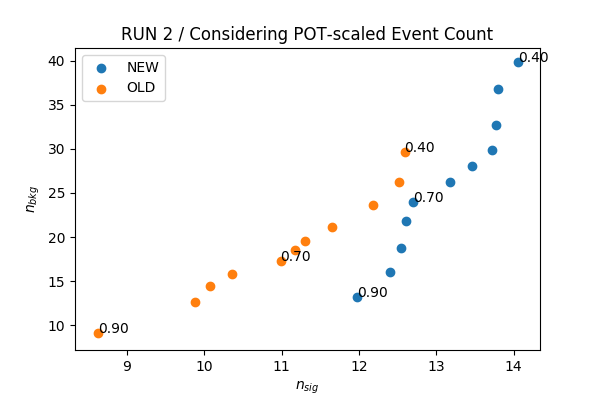 RUN 2 / Considering POT-scaled Event Count
NEW
OLD
40
35
30
25
20
15
10
n_bkg
0.40
0.40
0.70
0.70
0.90
0.90
9 10 11 12 13 14
n_sig